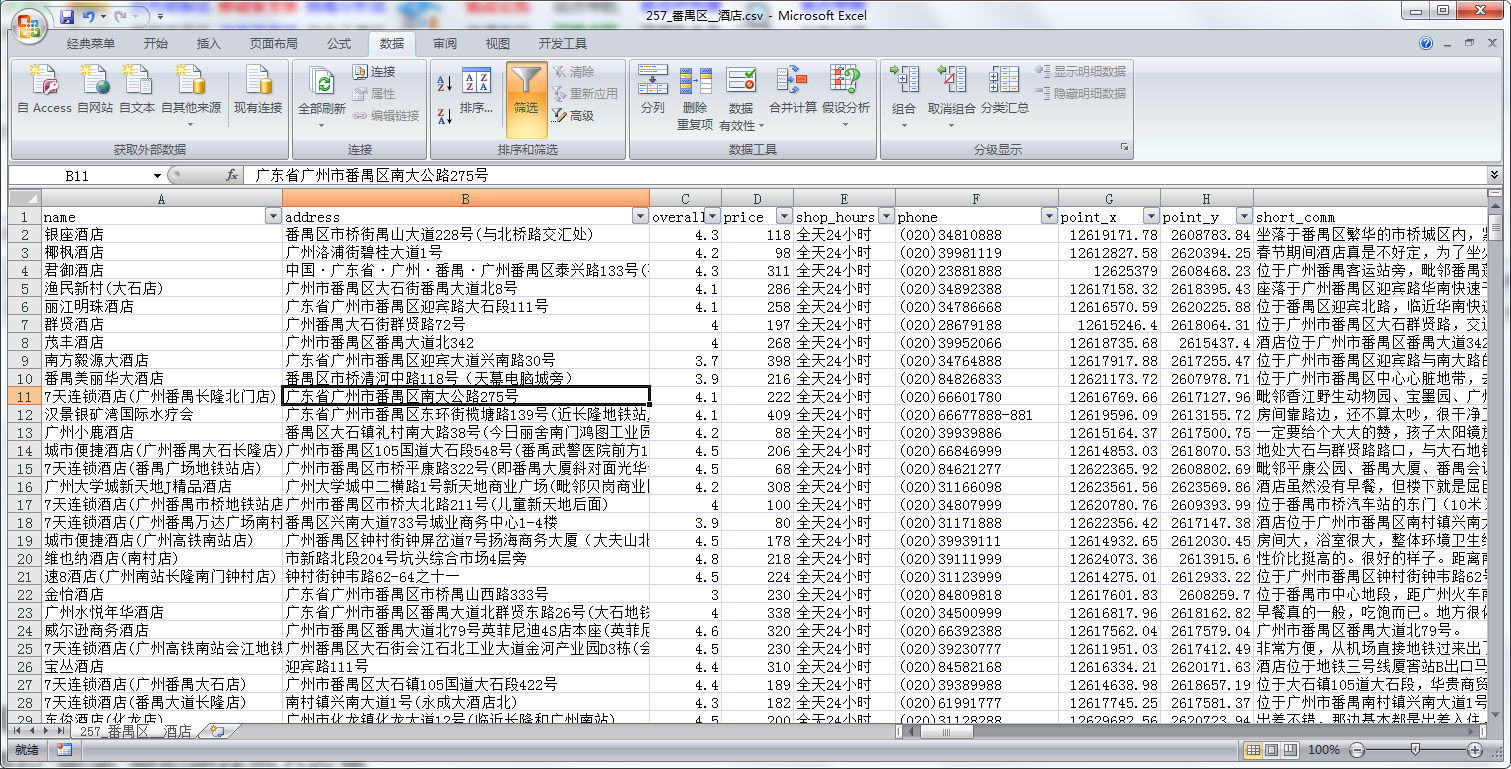 257_番禺区__酒店.csv - Microsoft Excel
经典菜单 开始 插入 页面布局 公式 数据 审阅 视图 开发工具
自 Access 自网站 自文本 自其他来源 现有连接 全部刷新 连接 属性 编辑链接 排序... 筛选 清除 重新应用 高级 分列 删除重复项 数据有效性 合并计算 假设分析 组合 取消组合 分类汇总 显示明细数据 隐藏明细数据
获取外部数据 连接 排序和筛选 数据工具 分级显示
B11 fx 广东省广州市番禺区南大公路275号
A B C D E F G H
1 name address overall price shop_hours phone point_x point_y short_comm
2 银座酒店 番禺区市桥街禺山大道228号(与北桥路交汇处) 4.3 118 全天24小时 (020)34810888 12619171.78 2608783.84 坐落于番禺区繁华的市桥城区内,
3 椰枫酒店 广州洛浦街碧桂大道1号 4.2 98 全天24小时 (020)39981119 12612827.58 2620394.25 春节期间酒店真是不好定，为了坐
4 君御酒店 中国·广东省·广州·番禺·广州番禺区泰兴路133号( 4.3 311 全天24小时 (020)23881888 12625379 2608468.23 位于广州番禺客运站旁，毗邻番禺
5 渔民新村(大石店) 广州市番禺区大石街番禺大道北8号 4.1 286 全天24小时 (020)34892388 12617158.32 2618395.43 座落于广州番禺区迎宾路华南快速
6 丽江明珠酒店 广东省广州市番禺区迎宾路大石段111号 4.1 258 全天24小时 (020)34786668 12616570.59 2620225.88 位于番禺区迎宾北路，临近华南快
7 群贤酒店 广州番禺大石街群贤路72号 4 197 全天24小时 (020)28679188 12615246.4 2618064.31 位于广州市番禺区大石群贤路，交
8 茂丰酒店 广州市番禺区番禺大道北342 4 268 全天24小时 (020)39952066 12618735.68 2615437.4 酒店位于广州市番禺区番禺大道342
9 南方毅源大酒店 广东省广州市番禺区迎宾大道兴南路30号 3.7 398 全天24小时 (020)34764888 12617917.88 2617255.47 位于广州市番禺区迎宾路与南大路的
10 番禺美丽华大酒店 番禺区市桥清河中路118号（天幕电脑城旁） 3.9 216 全天24小时 (020)84826833 12621173.72 2607978.71 位于广州市番禺区中心心脏地带，
11 7天连锁酒店(广州番禺长隆北门店) 广东省广州市番禺区南大公路275号 4.1 222 全天24小时 (020)66601780 12616769.66 2617127.96 毗邻香江野生动物园、宝墨园、广
12 汉景银矿湾国际水疗会 广东省广州市番禺区东环街榄塘路139号(近长隆地铁站 4.1 409 全天24小时 (020)66677888-881 12619596.09 2613155.72 房间靠路边，还不算太吵，很干净
13 广州小鹿酒店 番禺区大石镇礼村南大路38号(今日丽舍南门鸿图工业园 4.2 88 全天24小时 (020)39939886 12615164.37 2617500.75 一定要给个大大的赞，孩子太阳镜
14 城市便捷酒店(广州番禺大石长隆店) 广州市番禺区105国道大石段548号(番禺武警医院前方1 4.5 206 全天24小时 (020)66846999 12614853.03 2618070.53 地处大石与群贤路路口，与大石地
15 7天连锁酒店(番禺广场地铁站店) 广州市番禺区市桥平康路322号(即番禺大厦斜对面光华 4.5 68 全天24小时 (020)84621277 12622365.92 2608802.69 毗邻平康公园、番禺大厦、番禺会
16 广州大学城新天地J精品酒店 广州大学城中二横路1号新天地商业广场(毗邻贝岗商业 4.2 308 全天24小时 (020)31166098 12623561.56 2623569.86 酒店虽然没有早餐，但楼下就是屈
17 7天连锁酒店(广州番禺市桥地铁站店 广州市番禺区市桥大北路211号(儿童新天地后面) 4 100 全天24小时 (020)34807999 12620780.76 2609393.99 位于番禺市桥汽车站的东门（10米
18 7天连锁酒店(广州番禺万达广场南村 番禺区兴南大道733号城业商务中心1-4楼 3.9 80 全天24小时 (020)31171888 12622356.42 2617147.38 酒店位于广州市番禺区南村镇兴南大
19 城市便捷酒店(广州高铁南站店) 广州番禺区钟村街钟屏岔道7号扬海商务大厦（大夫山北 4.5 178 全天24小时 (020)39939111 12614932.65 2612030.45 房间大，浴室很大，整体环境卫生
20 维也纳酒店(南村店) 市新路北段204号坑头综合市场4层旁 4.8 218 全天24小时 (020)39111999 12624073.36 2613915.6 性价比挺高的。很好的样子。距离
21 速8酒店(广州南站长隆南门钟村店) 钟村街钟韦路62-64之十一 4.5 224 全天24小时 (020)31123999 12614275.01 2612933.22 位于广州市番禺区钟村街钟韦路62
22 金怡酒店 广东省广州市番禺区市桥禺山西路333号 3 230 全天24小时 (020)84809818 12617601.83 2608259.7 位于番禺市中心地段，距广州火车
23 广州水悦年华酒店 广东省广州市番禺区番禺大道北群贤东路26号(大石地 4 338 全天24小时 (020)34500999 12616817.96 2618162.82 早餐真的一般，吃饱而已。地方很
24 威尔逊商务酒店 广州市番禺区番禺大道北79号英菲尼迪4S店本座(英菲 4.6 320 全天24小时 (020)66392388 12617562.04 2617579.04 广州市番禺区番禺大道北79号。
25 7天连锁酒店(广州高铁南站会江地 广州番禺区大石街会江石北工业大道金河产业园D3栋(会 4.5 230 全天24小时 (020)39230777 12611951.03 2617412.49 非常方便，从机场直接地铁过来出
26 宝丛酒店 迎宾路111号 4.4 310 全天24小时 (020)84582168 12616334.21 2620171.63 酒店位于地铁三号线厦滘站B出口
27 7天连锁酒店(广州番禺大石店) 广州市番禺区大石镇105国道大石段422号 4.4 189 全天24小时 (020)39389988 12614638.98 2618657.19 位于大石镇105道大石段，华贵商
28 7天连锁酒店(番禺大道长隆店) 南村镇兴南大道1号(永成大酒店北) 4.3 182 全天24小时 (020)61991777 12617745.25 2617581.37 位于广州番禺南村镇兴南大道1号
29 东俊酒店(化龙店) 广州市化龙镇化龙大道12号(临近长隆和广州南站) 4.5 200 全天24小时 (020)31128288 12629682.56 2620723.94 出差不错，那边基本都是出差入住
257_番禺区__酒店
就绪 100%